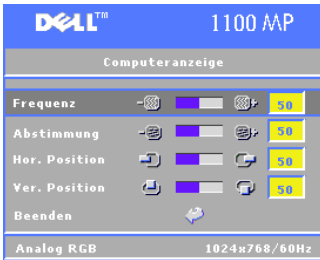 DELL™ 1100 MP
Computeranzeige
Frequenz - + 50
Abstimmung - + 50
Hor. Position 50
Ver. Position 50
Beenden
Analog RGB 1024x768/60Hz